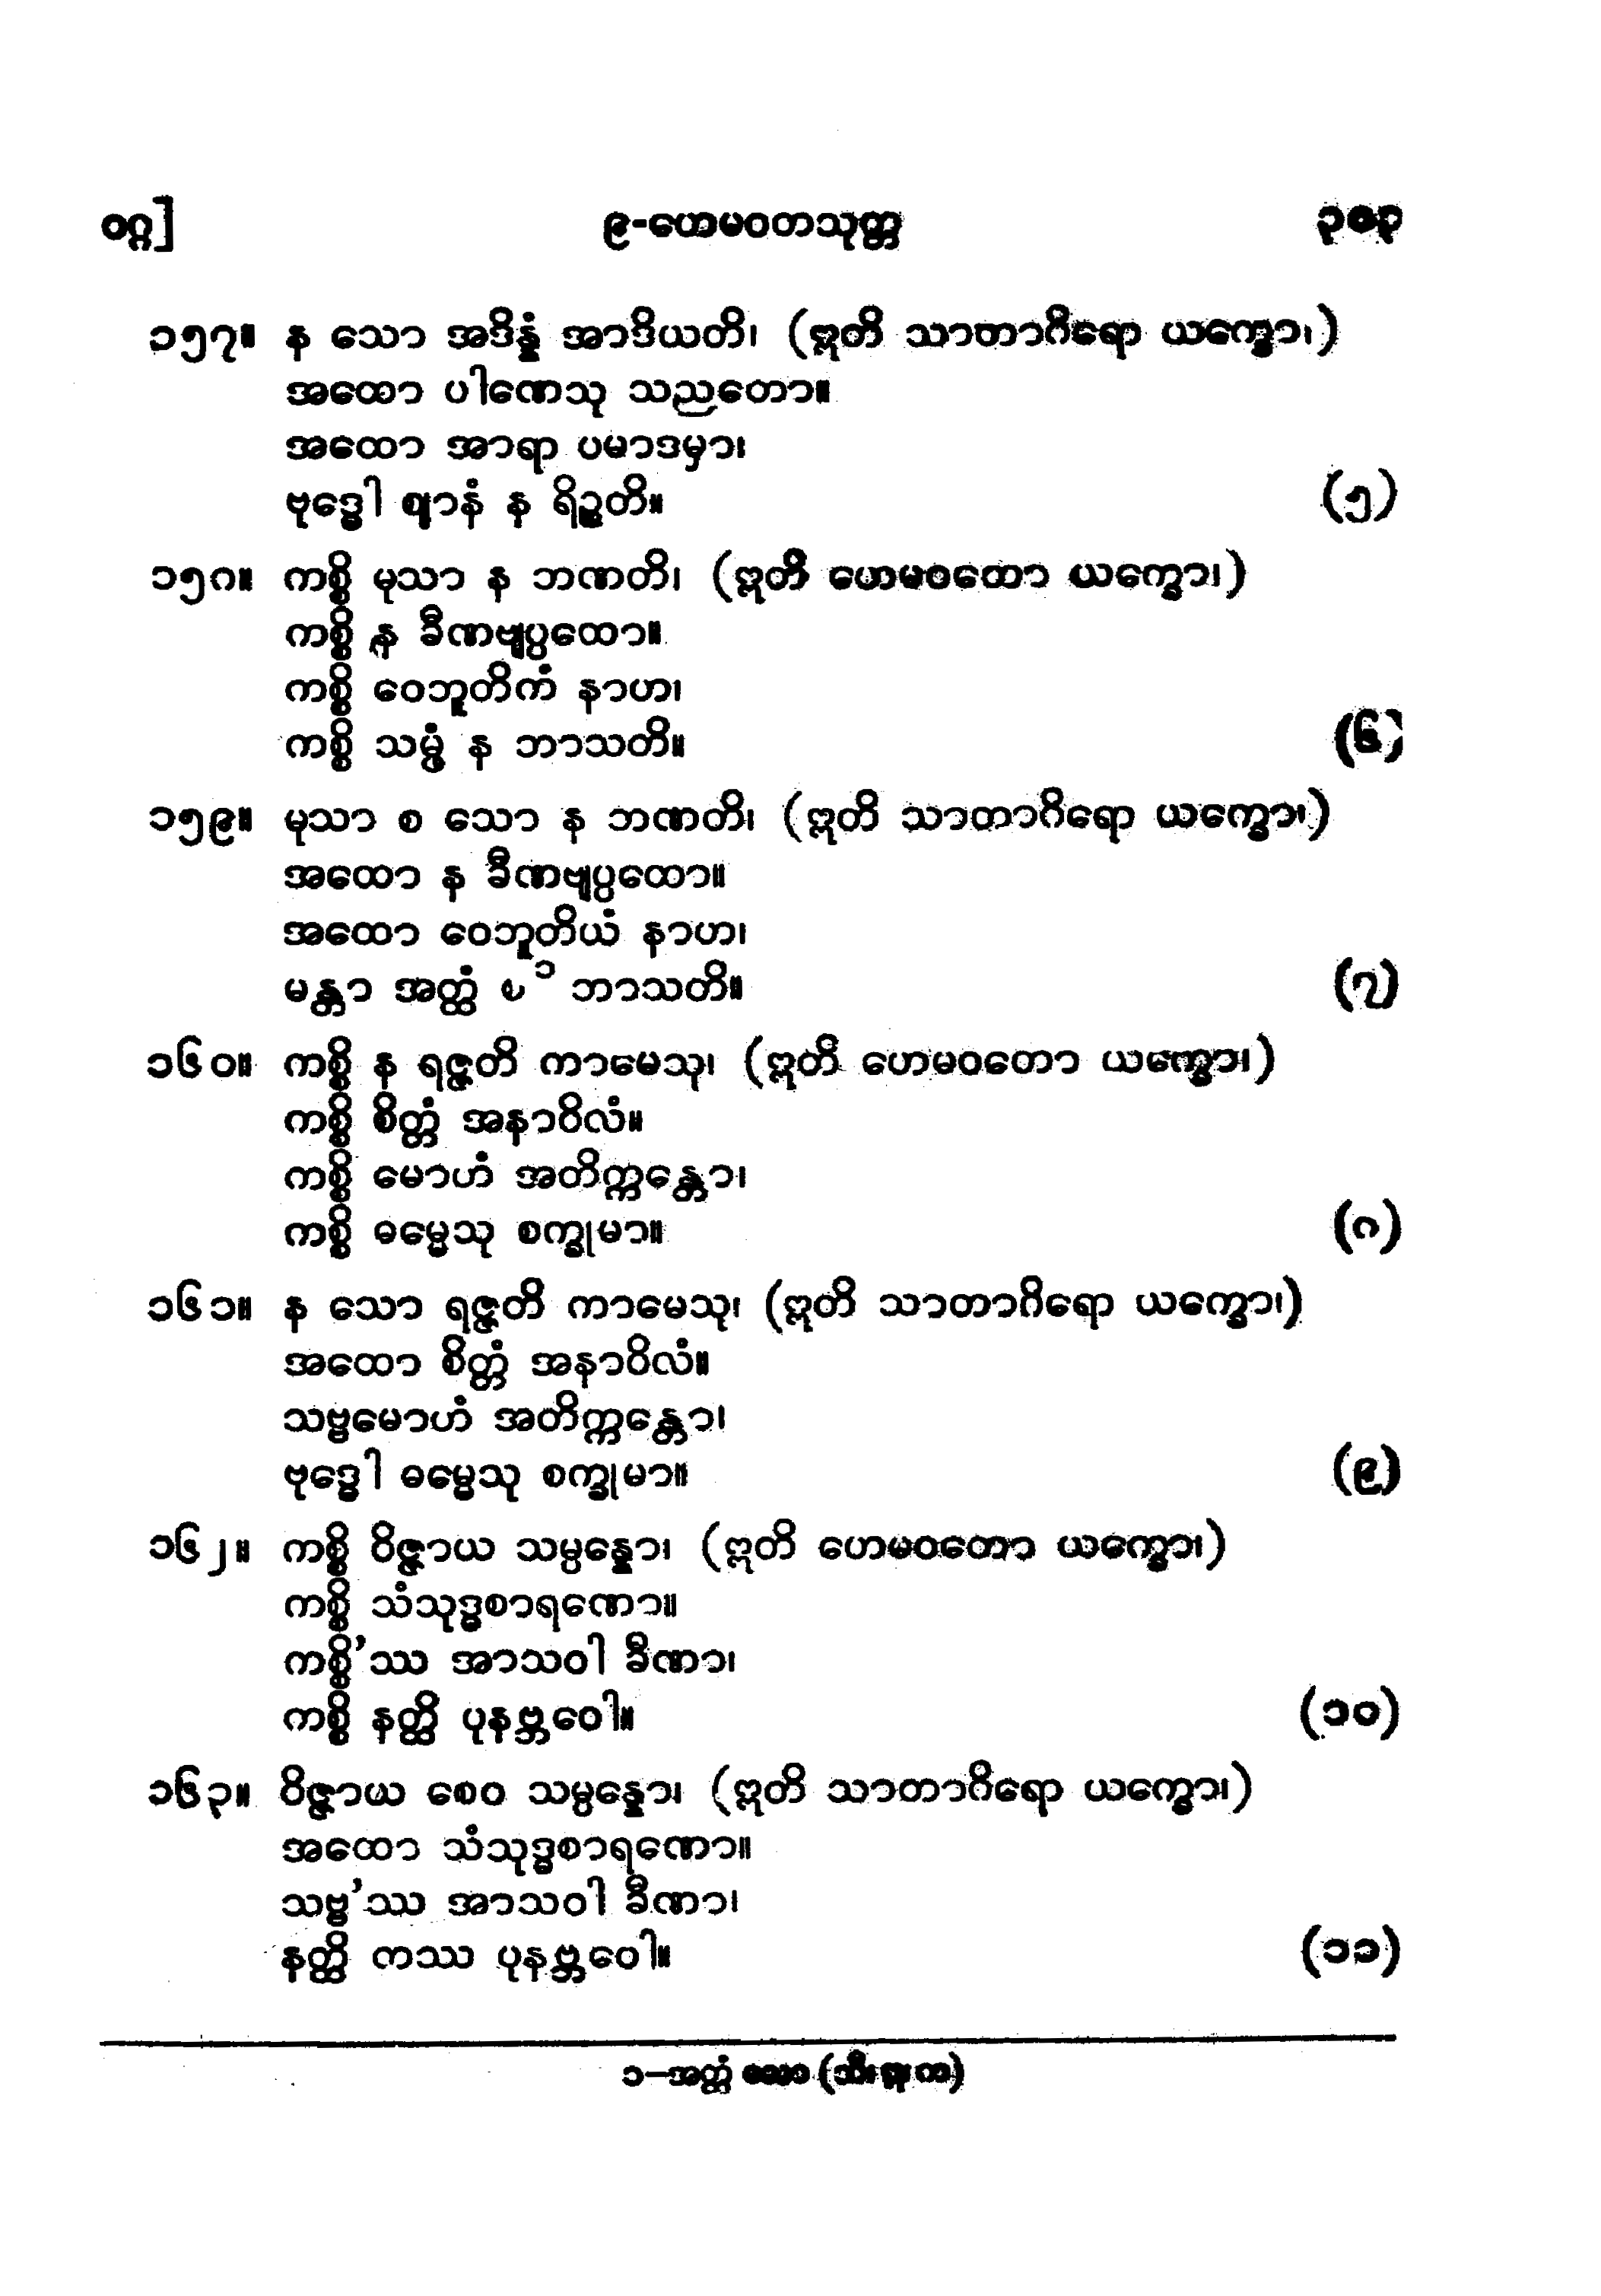 ဝဂ္ဂ] ၉-ဟေမဝတသုတ္တ ၃၀၃
၁၅၇။ န သော အဒိန္နံ အာဒိယတိ၊ (ဣတိ သာတာဂိရော ယက္ခော၊)
အထော ပါဏေသု သညတော။
အထော အာရာ ပမာဒမှာ၊
ဗုဒ္ဓေါ ဈာနံ န ရိဉ္စတိ။ (၅)
၁၅၈။ ကစ္စိ မုသာ န ဘဏတိ၊ (ဣတိ ဟေမဝထော ယက္ခော၊)
ကစ္စိ န ခီဏဗျပ္ပထော။
ကစ္စိ ဝေဘူတိကံ နာဟ၊
ကစ္စိ သမ္ဖံ န ဘာသတိ။ (၆)
၁၅၉။ မုသာ စ သော န ဘဏတိ၊ (ဣတိ သာတာဂိရော ယက္ခော၊)
အထော န ခီဏဗျပ္ပထော။
အထော ဝေဘူတိယံ နာဟ၊
မန္တာ အတ္ထံ စ ၁ ဘာသတိ။ (၇)
၁၆၀။ ကစ္စိ န ရဇ္ဇတိ ကာမေသု၊ (ဣတိ ဟေမဝတော ယက္ခော၊)
ကစ္စိ စိတ္တံ အနာဝိလံ။
ကစ္စိ မောဟံ အတိက္ကန္တော၊
ကစ္စိ ဓမ္မေသု စက္ခုမာ။ (၈)
၁၆၁။ န သော ရဇ္ဇတိ ကာမေသု၊ (ဣတိ သာတာဂိရော ယက္ခော၊)
အထော စိတ္တံ အနာဝိလံ။
သဗ္ဗမောဟံ အတိက္ကန္တော၊
ဗုဒ္ဓေါ ဓမ္မေသု စက္ခုမာ။ (၉)
၁၆၂။ ကစ္စိ ဝိဇ္ဇာယ သမ္ပန္နော၊ (ဣတိ ဟေမဝတော ယက္ခော၊)
ကစ္စိ သံသုဒ္ဓစာရဏော။
ကစ္စိ’ဿ အာသဝါ ခီဏာ၊
ကစ္စိ နတ္ထိ ပုနဗ္ဘဝေါ။ (၁၀)
၁၆၃။ ဝိဇ္ဇာယ စေဝ သမ္ပန္နော၊ (ဣတိ သာတာဂိရော ယက္ခော၊)
အထော သံသုဒ္ဓစာရဏော။
သဗ္ဗ’ဿ အာသဝါ ခီဏာ၊
နတ္ထိ ကဿ ပုနဗ္ဘဝေါ။ (၁၁)
၁–အတ္ထံ သော